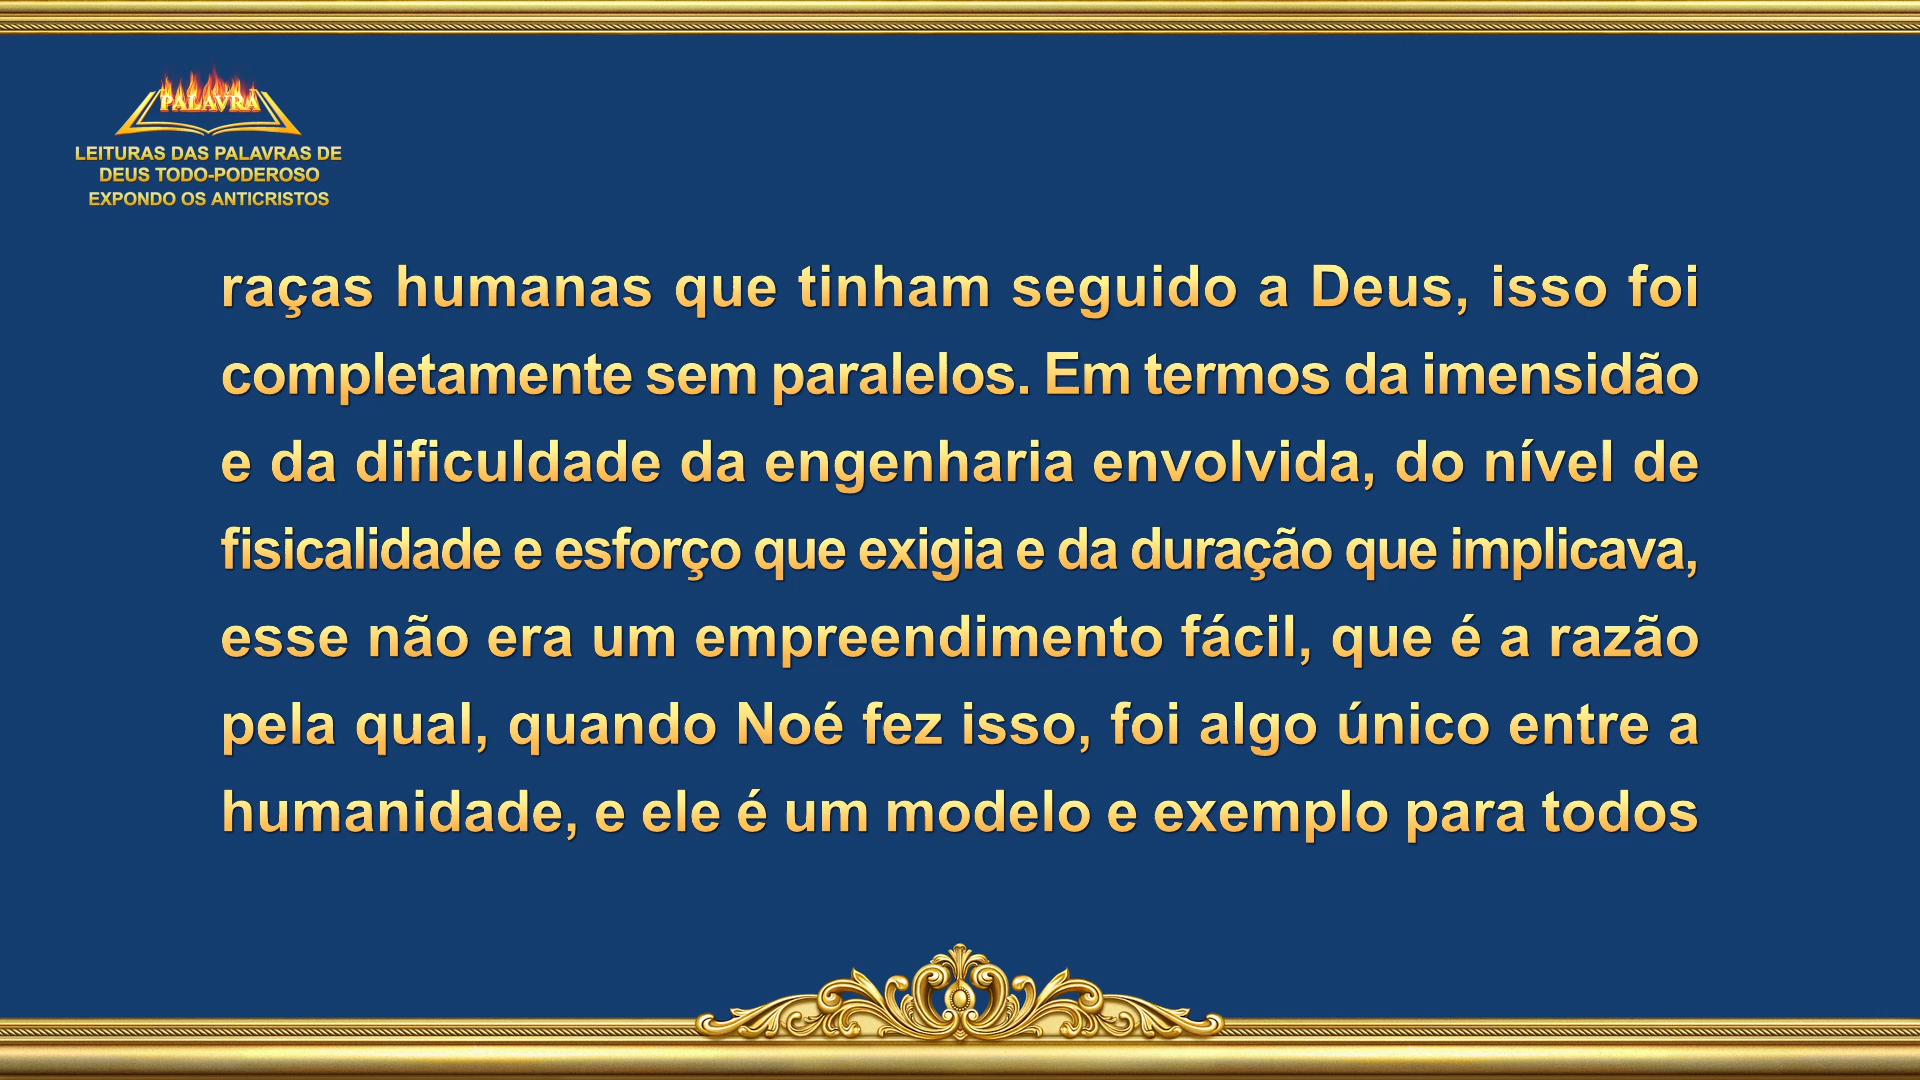 PALAVRA
LEITURAS DAS PALAVRAS DE
DEUS TODO-PODEROSO
EXPONDO OS ANTICRISTOS
raças humanas que tinham seguido a Deus, isso foi
completamente sem paralelos. Em termos da imensidão
e da dificuldade da engenharia envolvida, do nível de
fisicalidade e esforço que exigia e da duração que implicava,
esse não era um empreendimento fácil, que é a razão
pela qual, quando Noé fez isso, foi algo único entre a
humanidade, e ele é um modelo e exemplo para todos